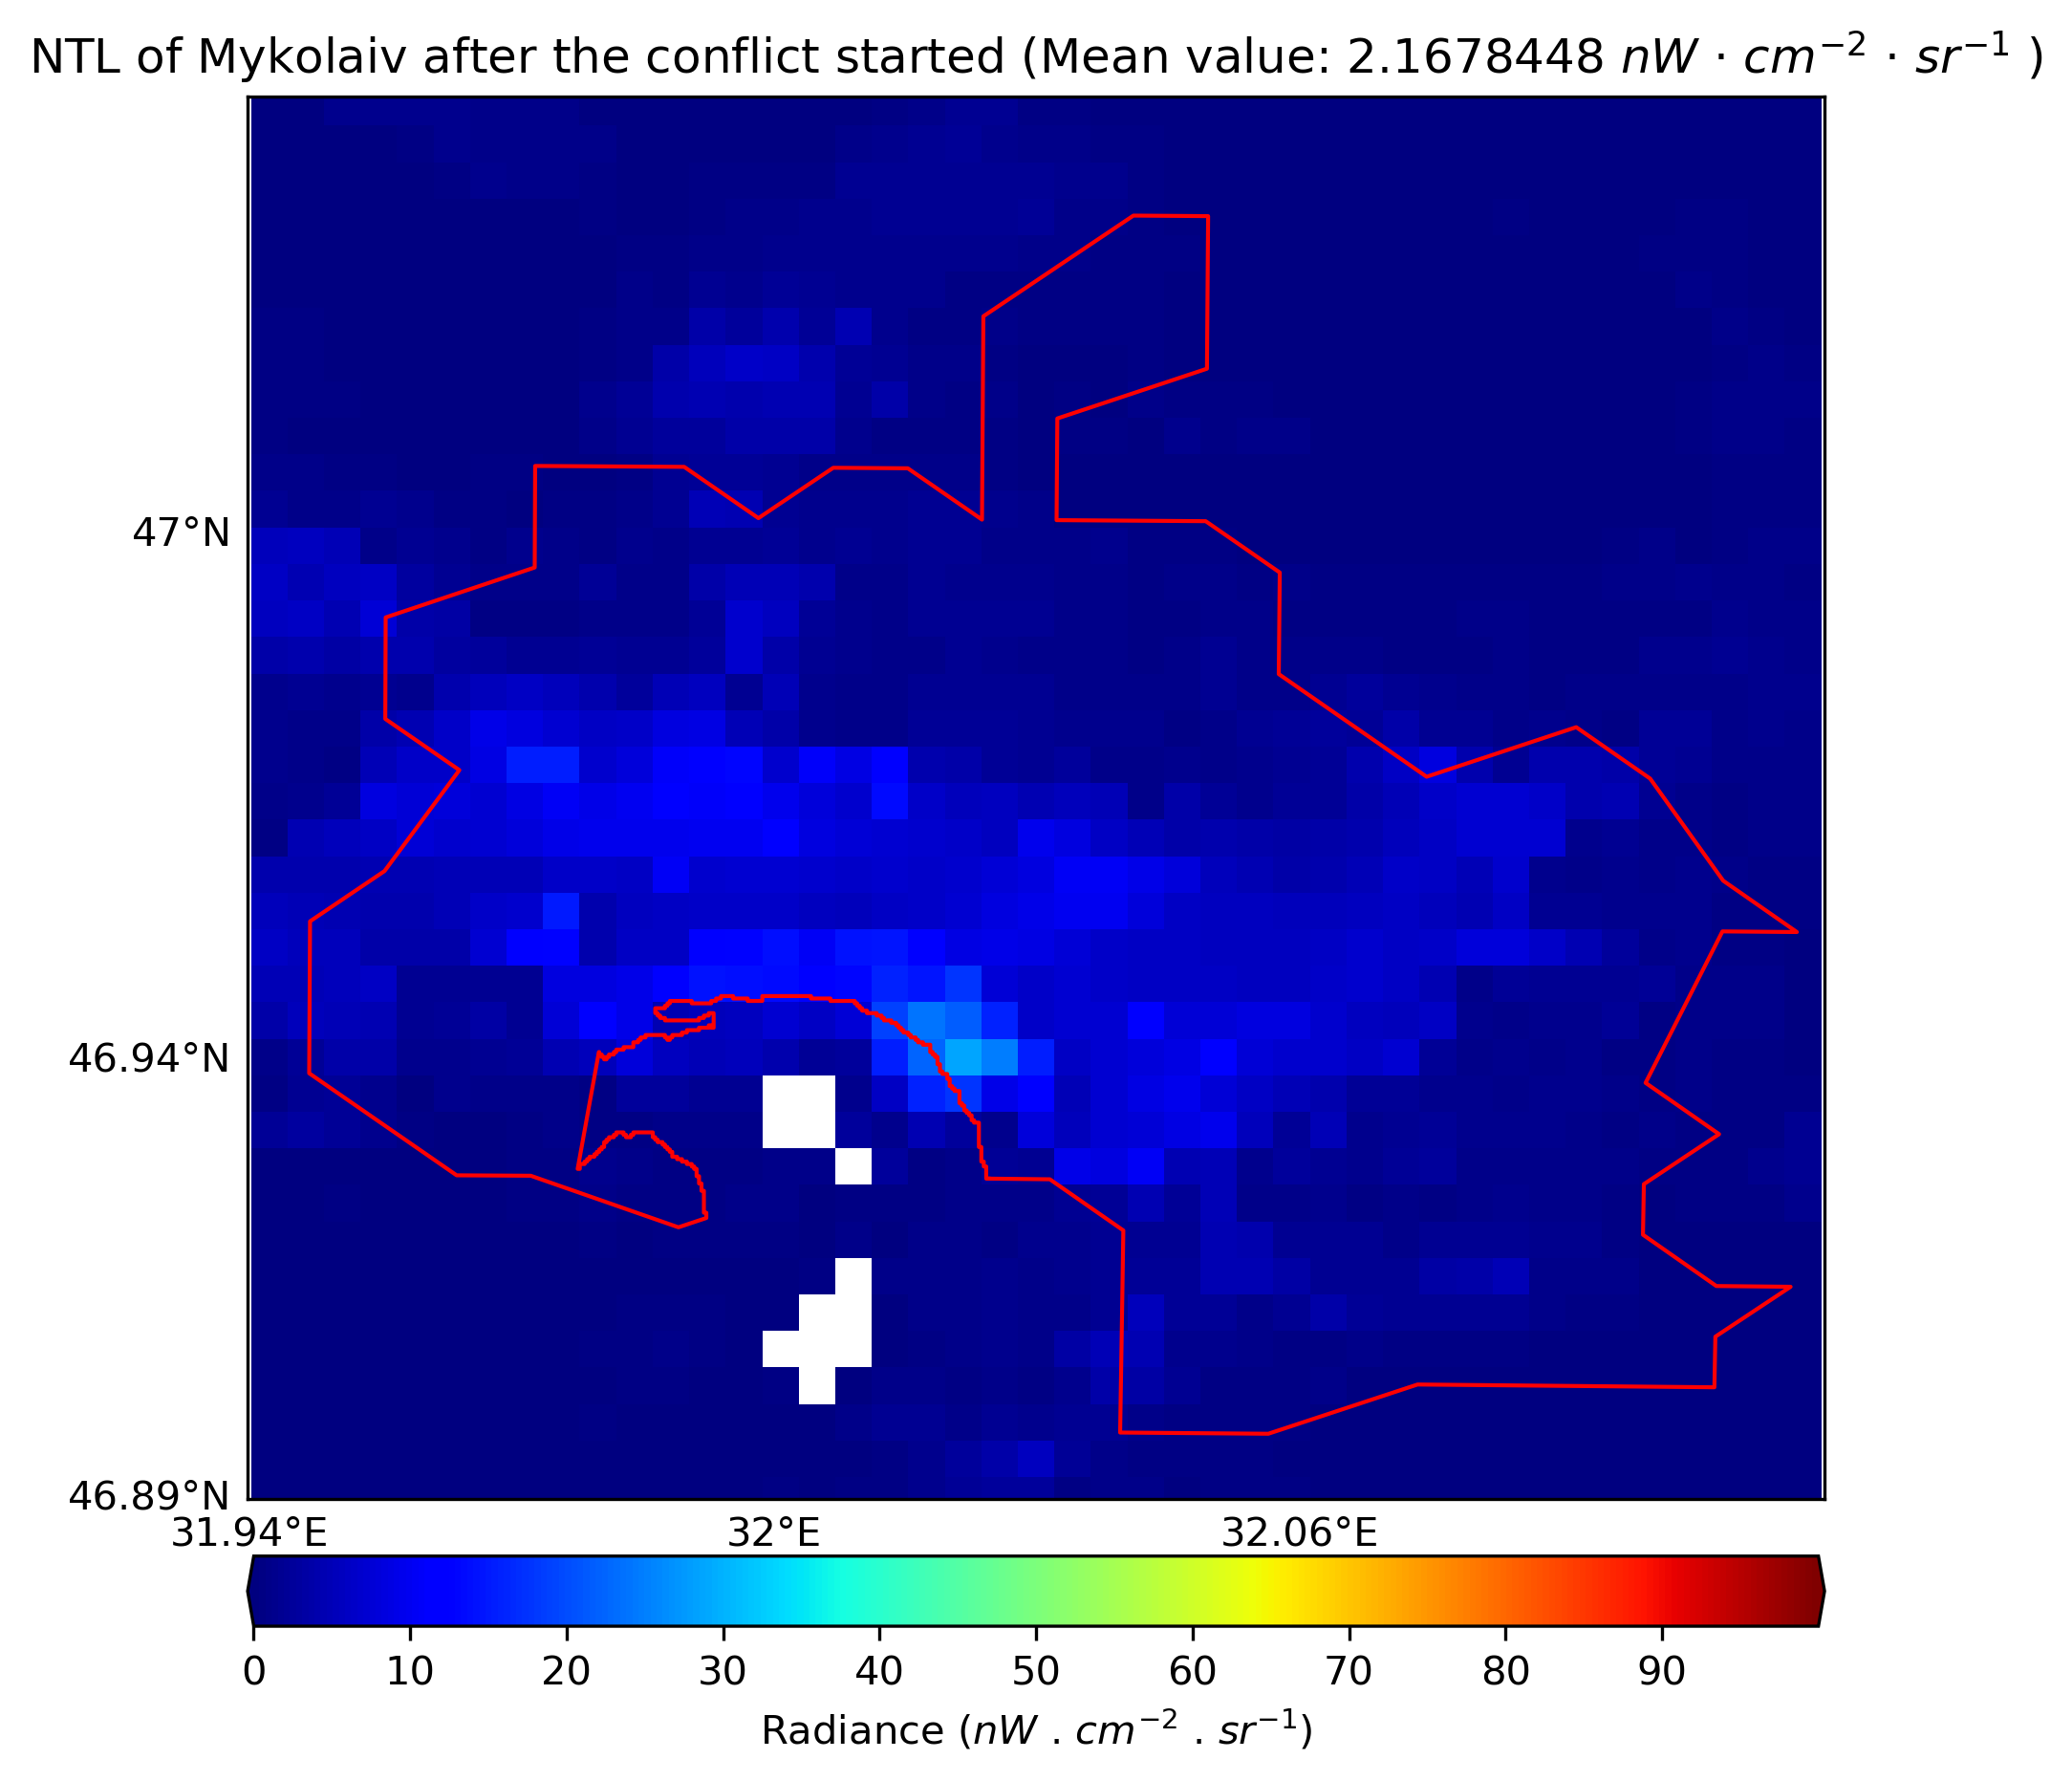 NTL of Mykolaiv after the conflict started (Mean value: 2.1678448 nW · cm⁻² · sr⁻¹ )
47°N
46.94°N
46.89°N
31.94°E 32°E 32.06°E
0 10 20 30 40 50 60 70 80 90
Radiance (nW . cm⁻² . sr⁻¹)